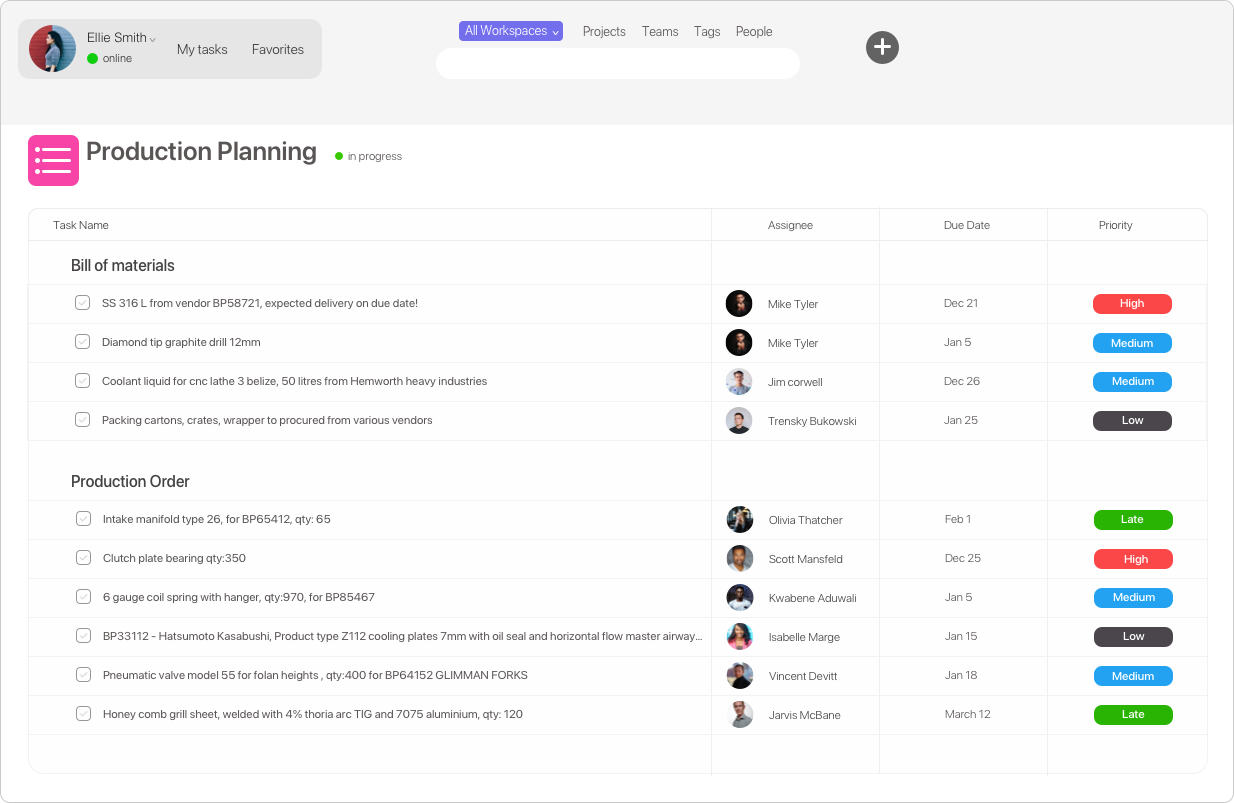 Ellie Smith
online
My tasks
Favorites
All Workspaces
Projects
Teams
Tags
People
Production Planning
in progress
Task Name Assignee Due Date Priority
Bill of materials
SS 316 L from vendor BP58721, expected delivery on due date! Mike Tyler Dec 21 High
Diamond tip graphite drill 12mm Mike Tyler Jan 5 Medium
Coolant liquid for cnc lathe 3 belize, 50 litres from Hemworth heavy industries Jim corwell Dec 26 Medium
Packing cartons, crates, wrapper to procured from various vendors Trensky Bukowski Jan 25 Low
Production Order
Intake manifold type 26, for BP65412, qty: 65 Olivia Thatcher Feb 1 Late
Clutch plate bearing qty:350 Scott Mansfeld Dec 25 High
6 gauge coil spring with hanger, qty:970, for BP85467 Kwabene Aduwali Jan 5 Medium
BP33112 - Hatsumoto Kasabushi, Product type Z112 cooling plates 7mm with oil seal and horizontal flow master airway... Isabelle Marge Jan 15 Low
Pneumatic valve model 55 for folan heights , qty:400 for BP64152 GLIMMAN FORKS Vincent Devitt Jan 18 Medium
Honey comb grill sheet, welded with 4% thoria arc TIG and 7075 aluminium, qty: 120 Jarvis McBane March 12 Late